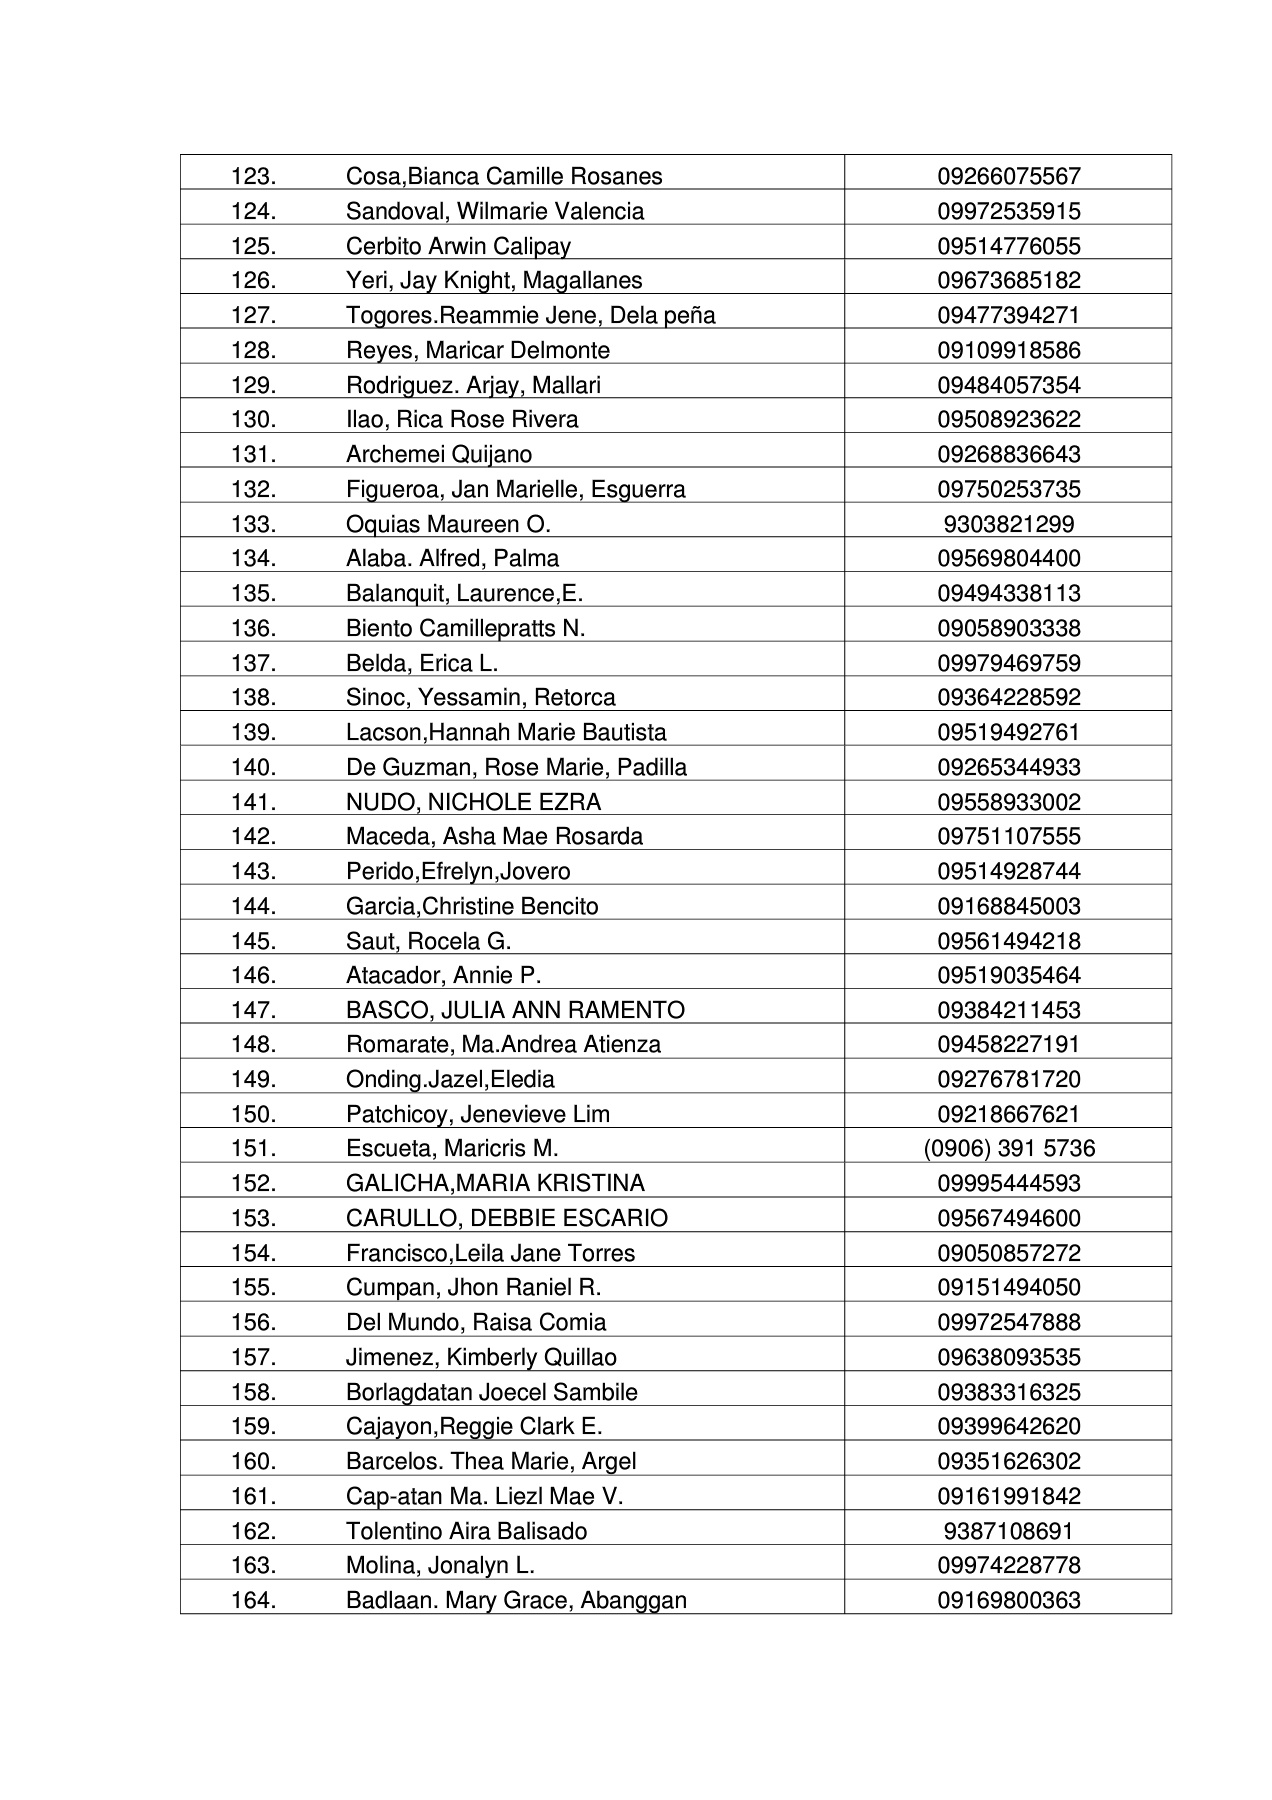 123. Cosa,Bianca Camille Rosanes 09266075567
124. Sandoval, Wilmarie Valencia 09972535915
125. Cerbito Arwin Calipay 09514776055
126. Yeri, Jay Knight, Magallanes 09673685182
127. Togores.Reammie Jene, Dela peña 09477394271
128. Reyes, Maricar Delmonte 09109918586
129. Rodriguez. Arjay, Mallari 09484057354
130. Ilao, Rica Rose Rivera 09508923622
131. Archemei Quijano 09268836643
132. Figueroa, Jan Marielle, Esguerra 09750253735
133. Oquias Maureen O. 9303821299
134. Alaba. Alfred, Palma 09569804400
135. Balanquit, Laurence,E. 09494338113
136. Biento Camillepratts N. 09058903338
137. Belda, Erica L. 09979469759
138. Sinoc, Yessamin, Retorca 09364228592
139. Lacson,Hannah Marie Bautista 09519492761
140. De Guzman, Rose Marie, Padilla 09265344933
141. NUDO, NICHOLE EZRA 09558933002
142. Maceda, Asha Mae Rosarda 09751107555
143. Perido,Efrelyn,Jovero 09514928744
144. Garcia,Christine Bencito 09168845003
145. Saut, Rocela G. 09561494218
146. Atacador, Annie P. 09519035464
147. BASCO, JULIA ANN RAMENTO 09384211453
148. Romarate, Ma.Andrea Atienza 09458227191
149. Onding.Jazel,Eledia 09276781720
150. Patchicoy, Jenevieve Lim 09218667621
151. Escueta, Maricris M. (0906) 391 5736
152. GALICHA,MARIA KRISTINA 09995444593
153. CARULLO, DEBBIE ESCARIO 09567494600
154. Francisco,Leila Jane Torres 09050857272
155. Cumpan, Jhon Raniel R. 09151494050
156. Del Mundo, Raisa Comia 09972547888
157. Jimenez, Kimberly Quillao 09638093535
158. Borlagdatan Joecel Sambile 09383316325
159. Cajayon,Reggie Clark E. 09399642620
160. Barcelos. Thea Marie, Argel 09351626302
161. Cap-atan Ma. Liezl Mae V. 09161991842
162. Tolentino Aira Balisado 9387108691
163. Molina, Jonalyn L. 09974228778
164. Badlaan. Mary Grace, Abanggan 09169800363